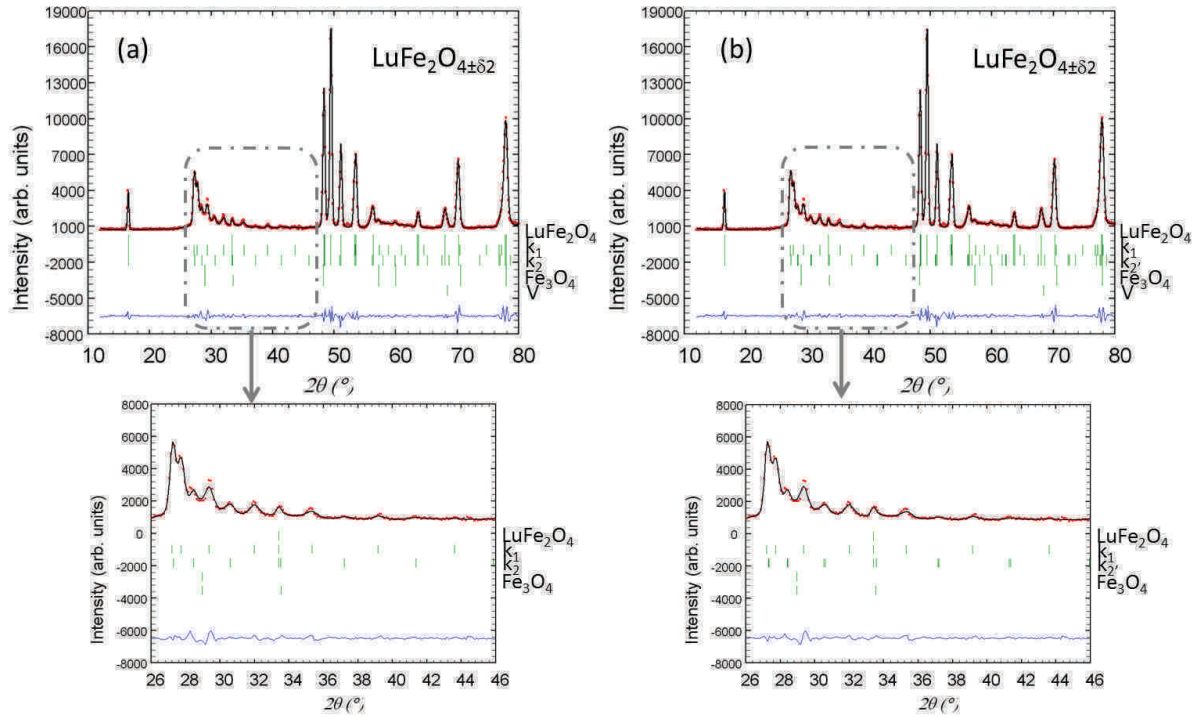 (a)
LuFe2O4±δ2
Intensity (arb. units)
19000
16000
13000
10000
7000
4000
1000
-2000
-5000
-8000
10 20 30 40 50 60 70 80
2θ (°)
LuFe2O4
k1
k2
Fe3O4
V
(b)
LuFe2O4±δ2
Intensity (arb. units)
19000
16000
13000
10000
7000
4000
1000
-2000
-5000
-8000
10 20 30 40 50 60 70 80
2θ (°)
LuFe2O4
k1
k2'
Fe3O4
V
Intensity (arb. units)
8000
6000
4000
2000
0
-2000
-4000
-6000
-8000
26 28 30 32 34 36 38 40 42 44 46
2θ (°)
LuFe2O4
k1
k2
Fe3O4
Intensity (arb. units)
8000
6000
4000
2000
0
-2000
-4000
-6000
-8000
26 28 30 32 34 36 38 40 42 44 46
2θ (°)
LuFe2O4
k1
k2'
Fe3O4